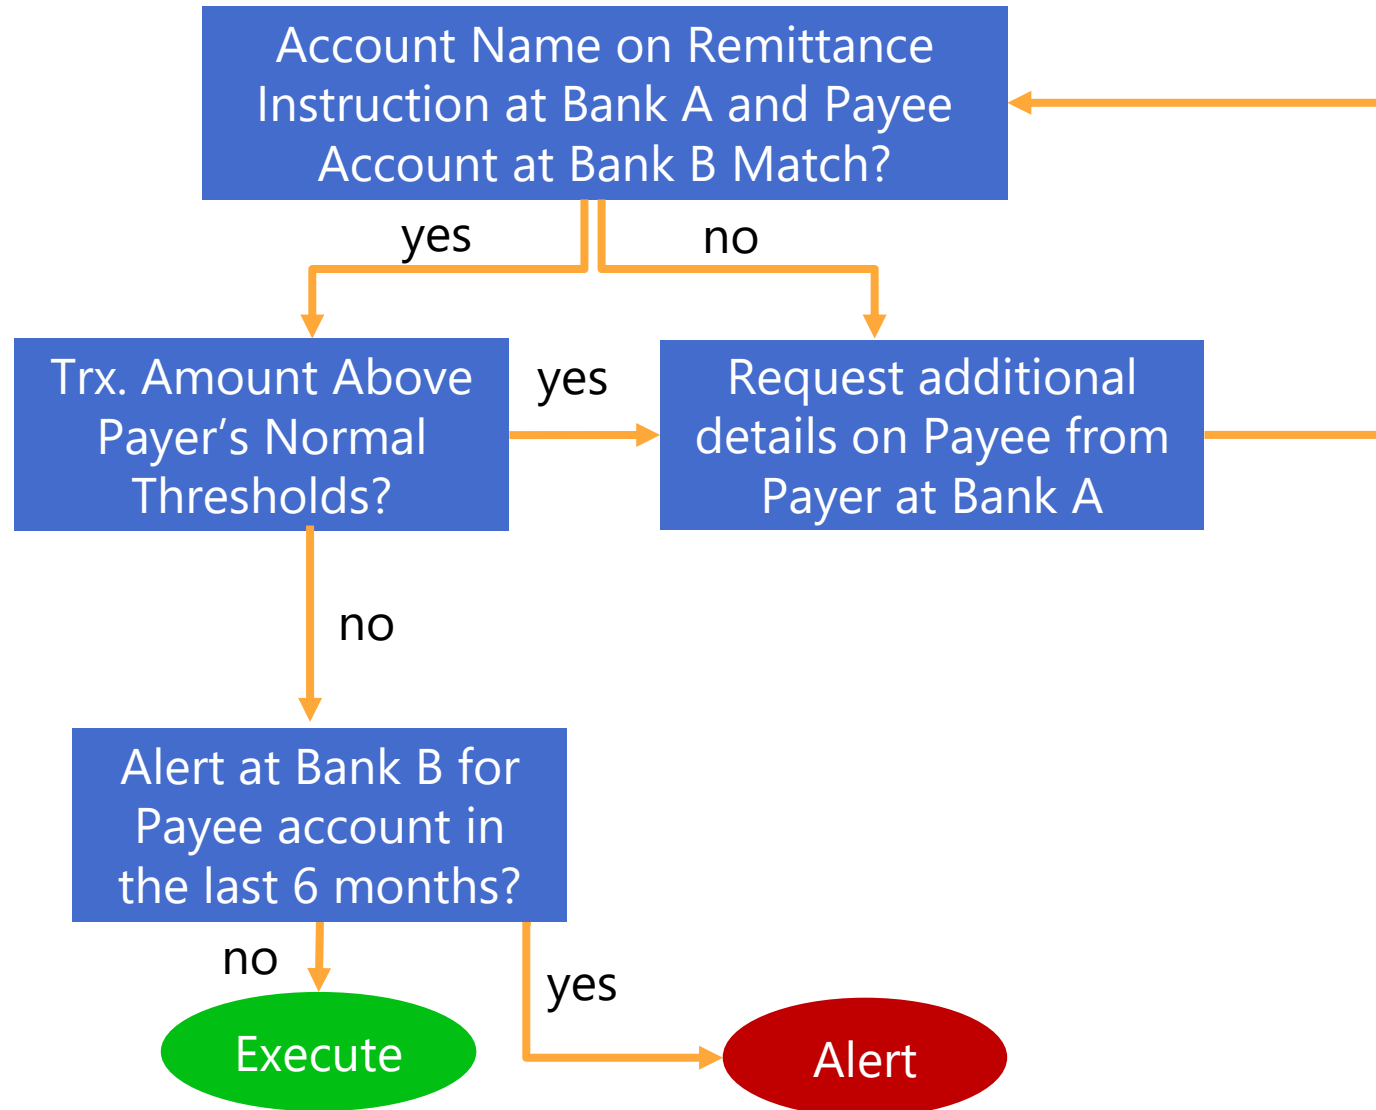 Account Name on Remittance
Instruction at Bank A and Payee
Account at Bank B Match?
yes
no
Trx. Amount Above
Payer’s Normal
Thresholds?
yes
Request additional
details on Payee from
Payer at Bank A
no
Alert at Bank B for
Payee account in
the last 6 months?
no
yes
Execute
Alert